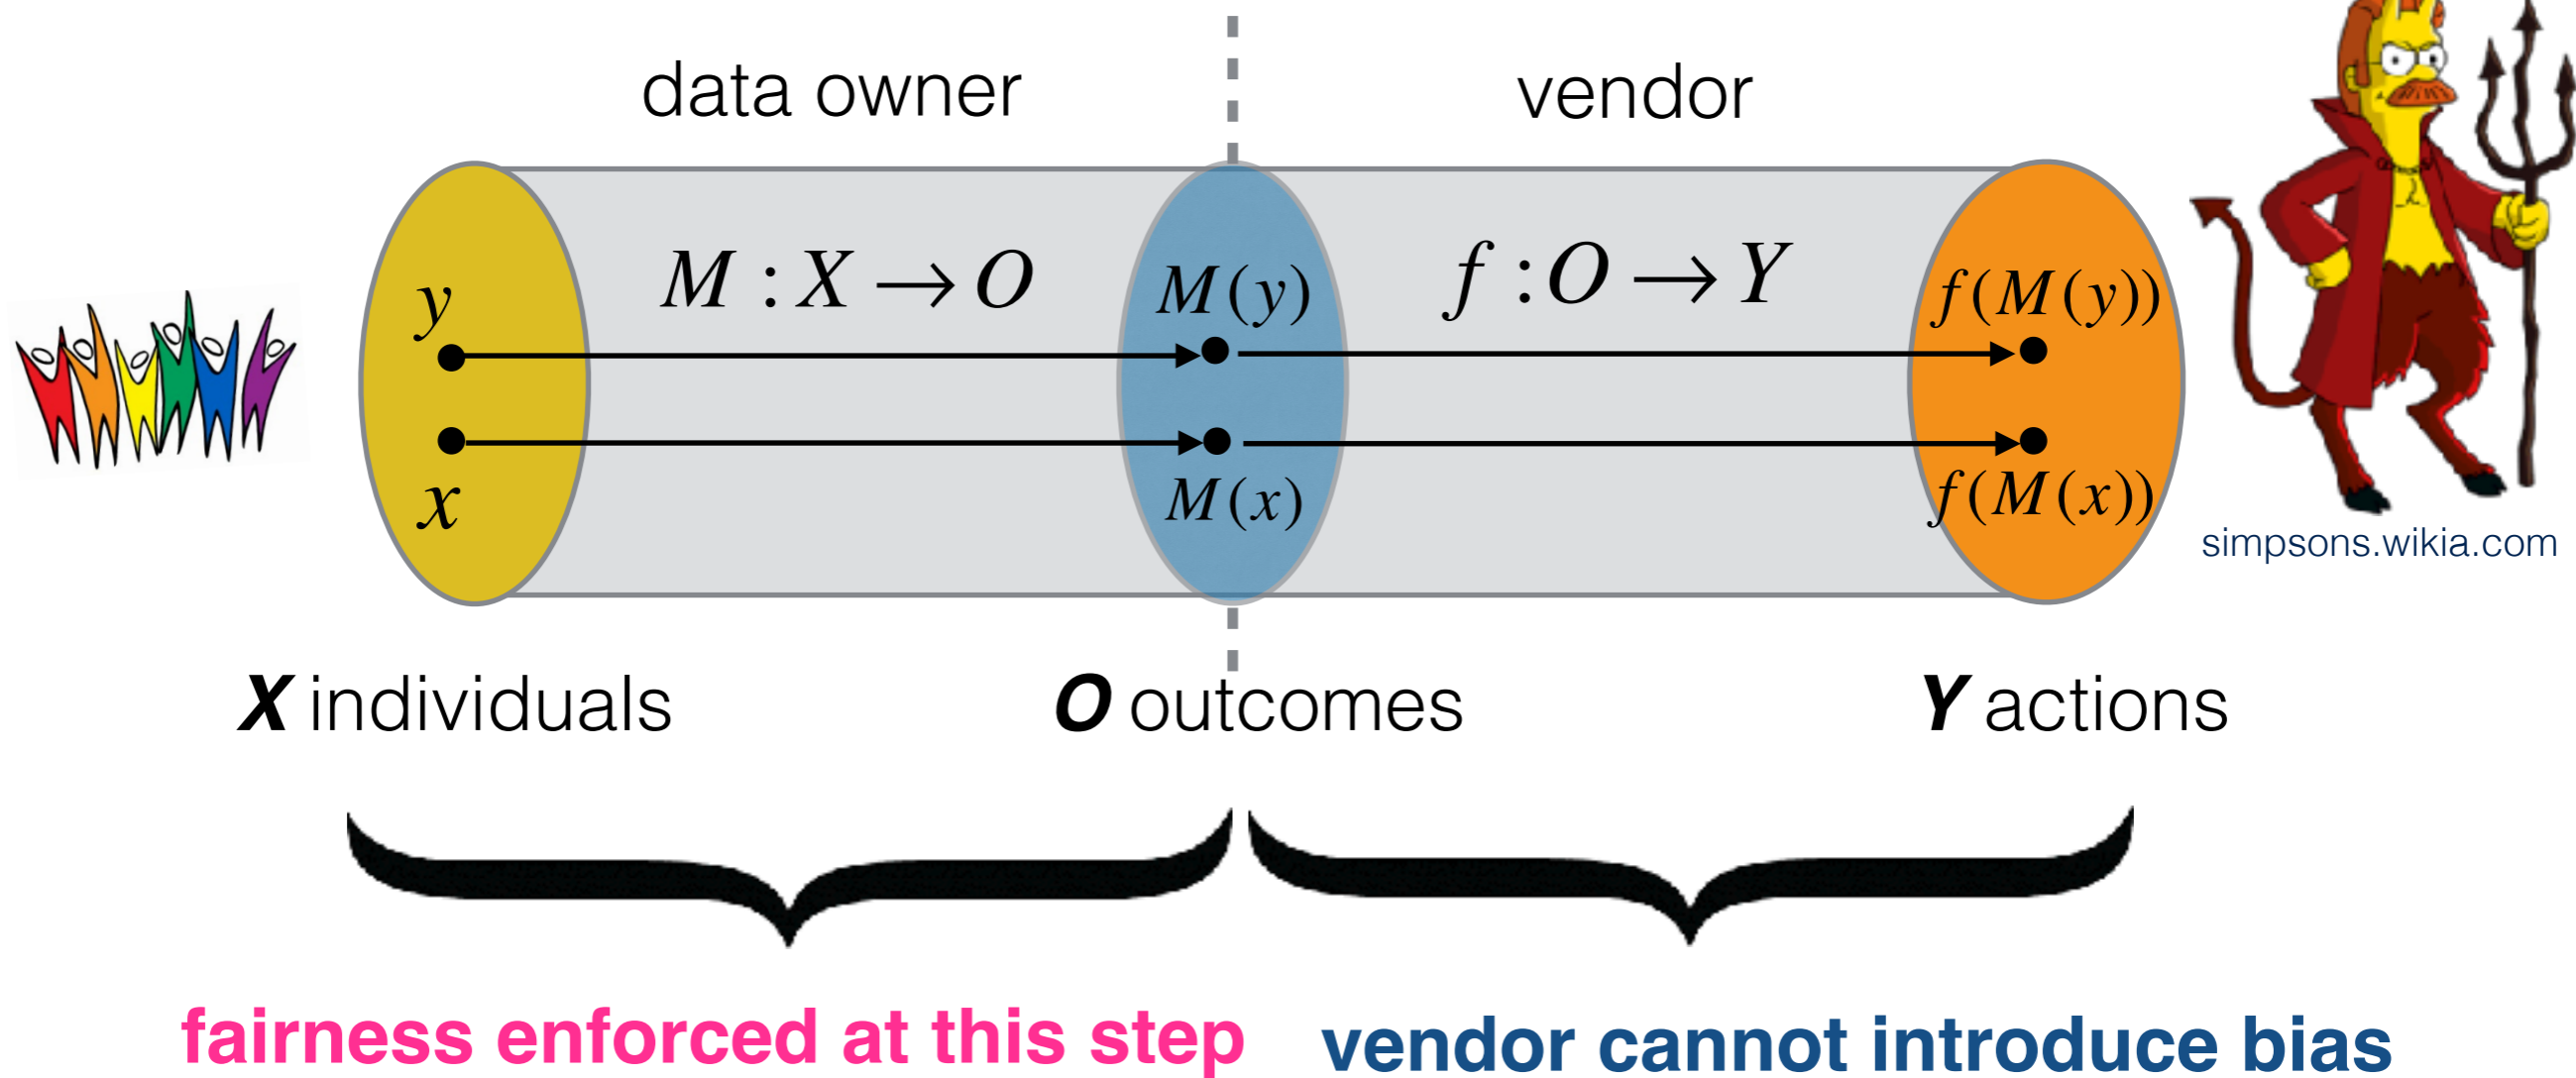 data owner
vendor
y
M : X → O
M(y)
f : O → Y
f(M(y))
x
M(x)
f(M(x))
simpsons.wikia.com
X individuals
O outcomes
Y actions
fairness enforced at this step
vendor cannot introduce bias